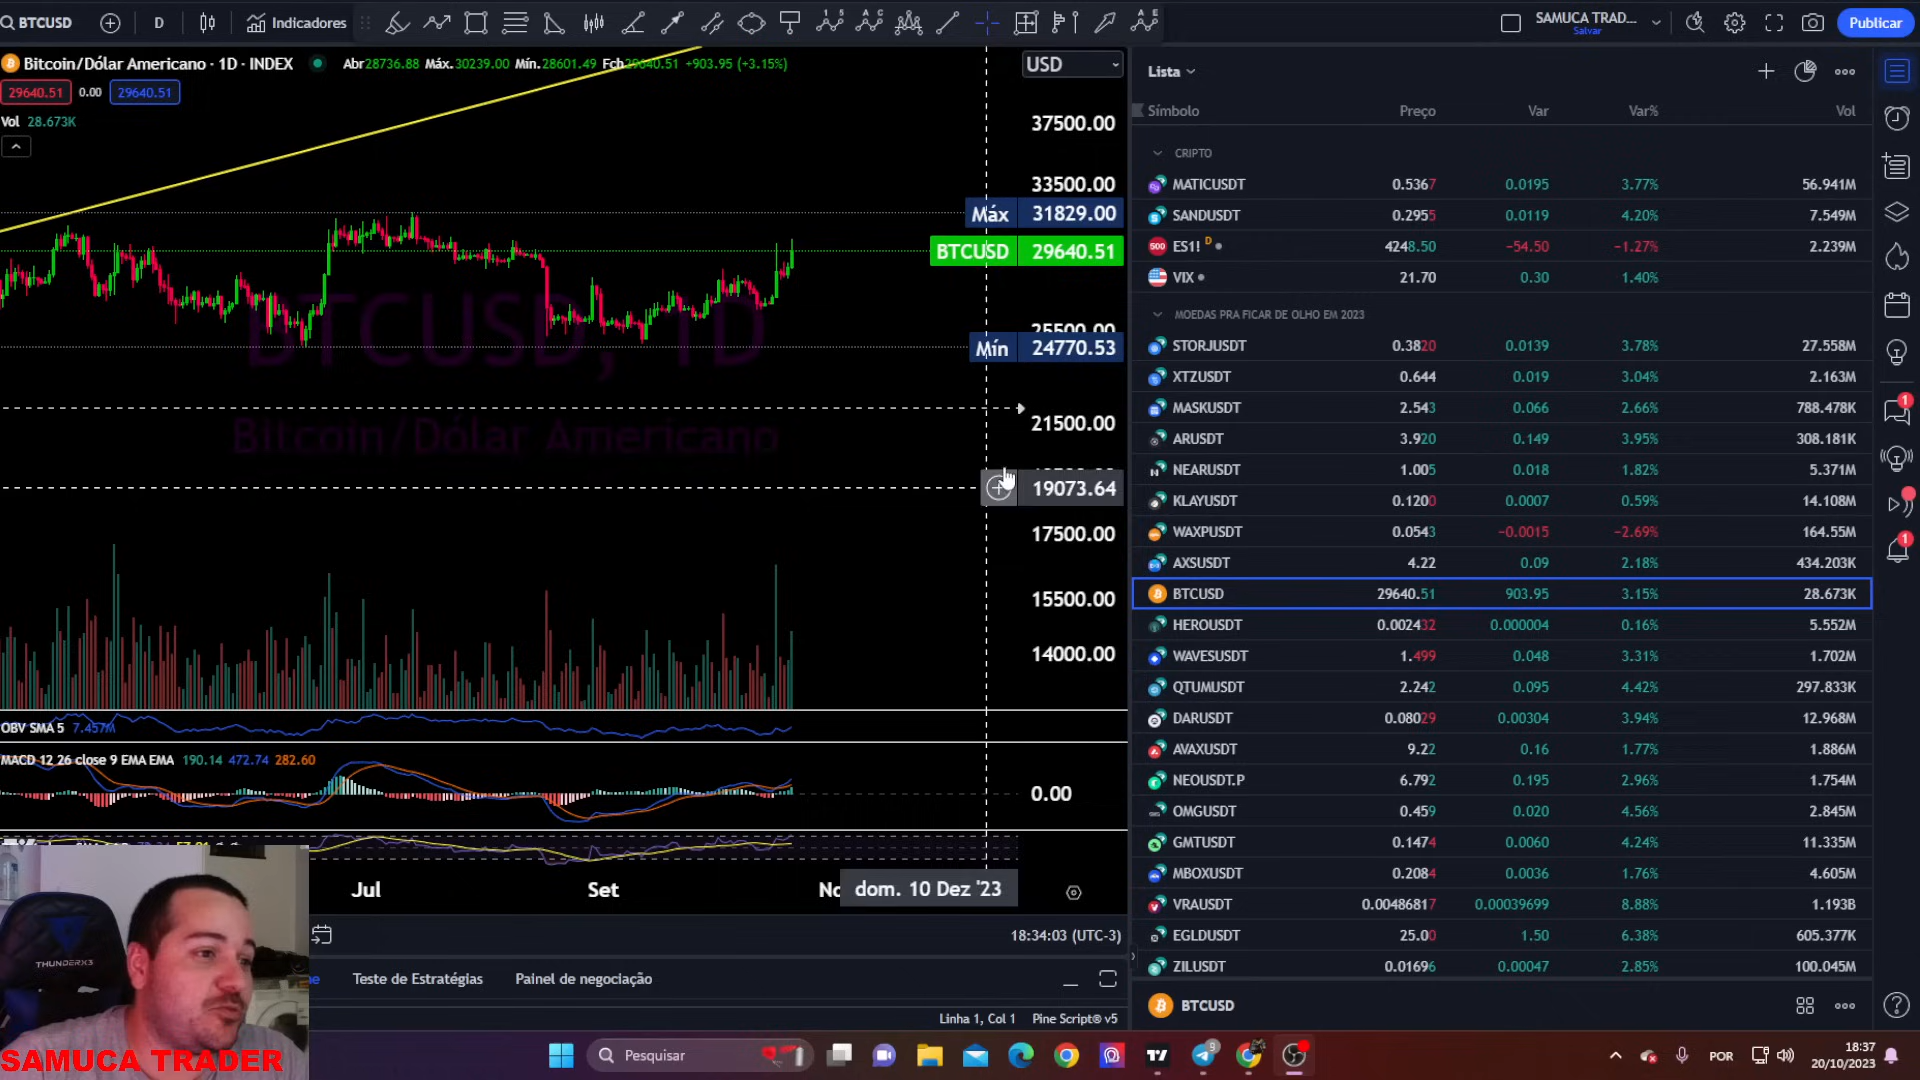 BTCUSD D Indicadores SAMUCA TRAD... Salvar Publicar
Bitcoin/Dólar Americano · 1D · INDEX Abr28736.88 Máx.30239.00 Mín.28601.49 Fch29640.51 +903.95 (+3.15%) USD
29640.51 0.00 29640.51
Vol 28.673K
37500.00
33500.00
Máx 31829.00
BTCUSD 29640.51
25500.00
Mín 24770.53
21500.00
19073.64
17500.00
15500.00
14000.00
BTCUSD, 1D
Bitcoin/Dólar Americano
OBV SMA 5 7.457M
MACD 12 26 close 9 EMA EMA 190.14 472.74 282.60
0.00
Jul Set No dom. 10 Dez '23
18:34:03 (UTC-3)
Teste de Estratégias Painel de negociação
Linha 1, Col 1 Pine Script® v5
Lista
Símbolo Preço Var Var% Vol
CRIPTO
MATICUSDT 0.5367 0.0195 3.77% 56.941M
SANDUSDT 0.2955 0.0119 4.20% 7.549M
500 ES1! D 4248.50 −54.50 −1.27% 2.239M
VIX 21.70 0.30 1.40%
MOEDAS PRA FICAR DE OLHO EM 2023
STORJUSDT 0.3820 0.0139 3.78% 27.558M
XTZUSDT 0.644 0.019 3.04% 2.163M
MASKUSDT 2.543 0.066 2.66% 788.478K
ARUSDT 3.920 0.149 3.95% 308.181K
NEARUSDT 1.005 0.018 1.82% 5.371M
KLAYUSDT 0.1200 0.0007 0.59% 14.108M
WAXPUSDT 0.0543 −0.0015 −2.69% 164.55M
AXSUSDT 4.22 0.09 2.18% 434.203K
BTCUSD 29640.51 903.95 3.15% 28.673K
HEROUSDT 0.002432 0.000004 0.16% 5.552M
WAVESUSDT 1.499 0.048 3.31% 1.702M
QTUMUSDT 2.242 0.095 4.42% 297.833K
DARUSDT 0.08029 0.00304 3.94% 12.968M
AVAXUSDT 9.22 0.16 1.77% 1.886M
NEOUSDT.P 6.792 0.195 2.96% 1.754M
OMGUSDT 0.459 0.020 4.56% 2.845M
GMTUSDT 0.1474 0.0060 4.24% 11.335M
MBOXUSDT 0.2084 0.0036 1.76% 4.605M
VRAUSDT 0.0048681 7 0.00039699 8.88% 1.193B
EGLDUSDT 25.00 1.50 6.38% 605.377K
ZILUSDT 0.01696 0.00047 2.85% 100.045M
BTCUSD
1
1
THUNDERX3
SAMUCA TRADER
Pesquisar 9 POR 18:37
20/10/2023